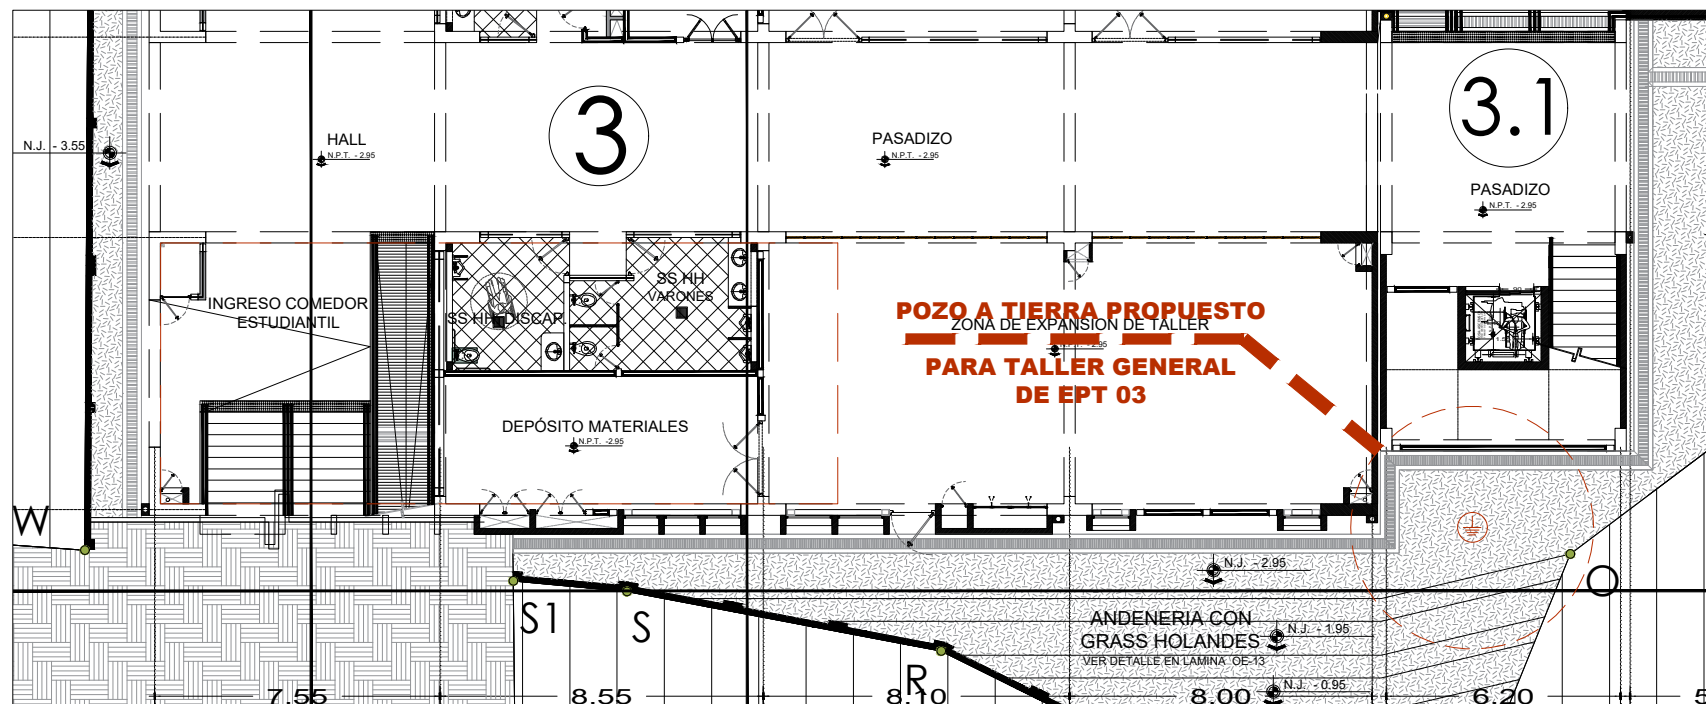 3
3.1
N.J. - 3.55
HALL
N.P.T. - 2.95
PASADIZO
N.P.T. - 2.95
PASADIZO
N.P.T. - 2.95
INGRESO COMEDOR
ESTUDIANTIL
SS HH DISCAP.
SS HH
VARONES
POZO A TIERRA PROPUESTO
ZONA DE EXPANSION DE TALLER
PARA TALLER GENERAL
DE EPT 03
DEPÓSITO MATERIALES
N.P.T. -2.95
W
S1
S
R
O
N.J. - 2.95
ANDENERIA CON
GRASS HOLANDES
VER DETALLE EN LAMINA OE-13
N.J. - 1.95
N.J. - 0.95
7.55
8.55
8.10
8.00
6.20